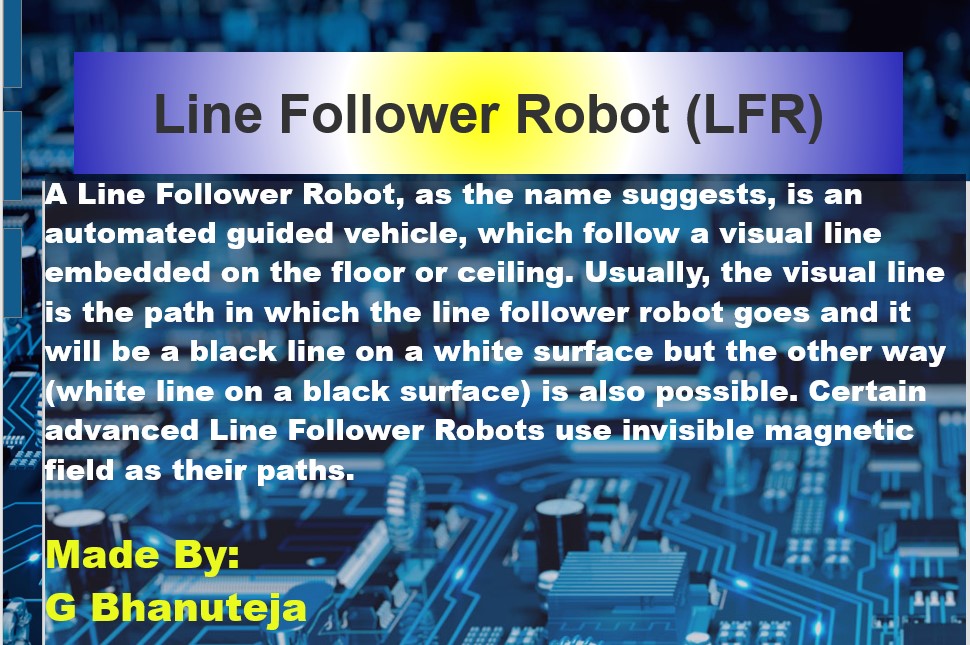 Line Follower Robot (LFR)
A Line Follower Robot, as the name suggests, is an
automated guided vehicle, which follow a visual line
embedded on the floor or ceiling. Usually, the visual line
is the path in which the line follower robot goes and it
will be a black line on a white surface but the other way
(white line on a black surface) is also possible. Certain
advanced Line Follower Robots use invisible magnetic
field as their paths.
Made By:
G Bhanuteja